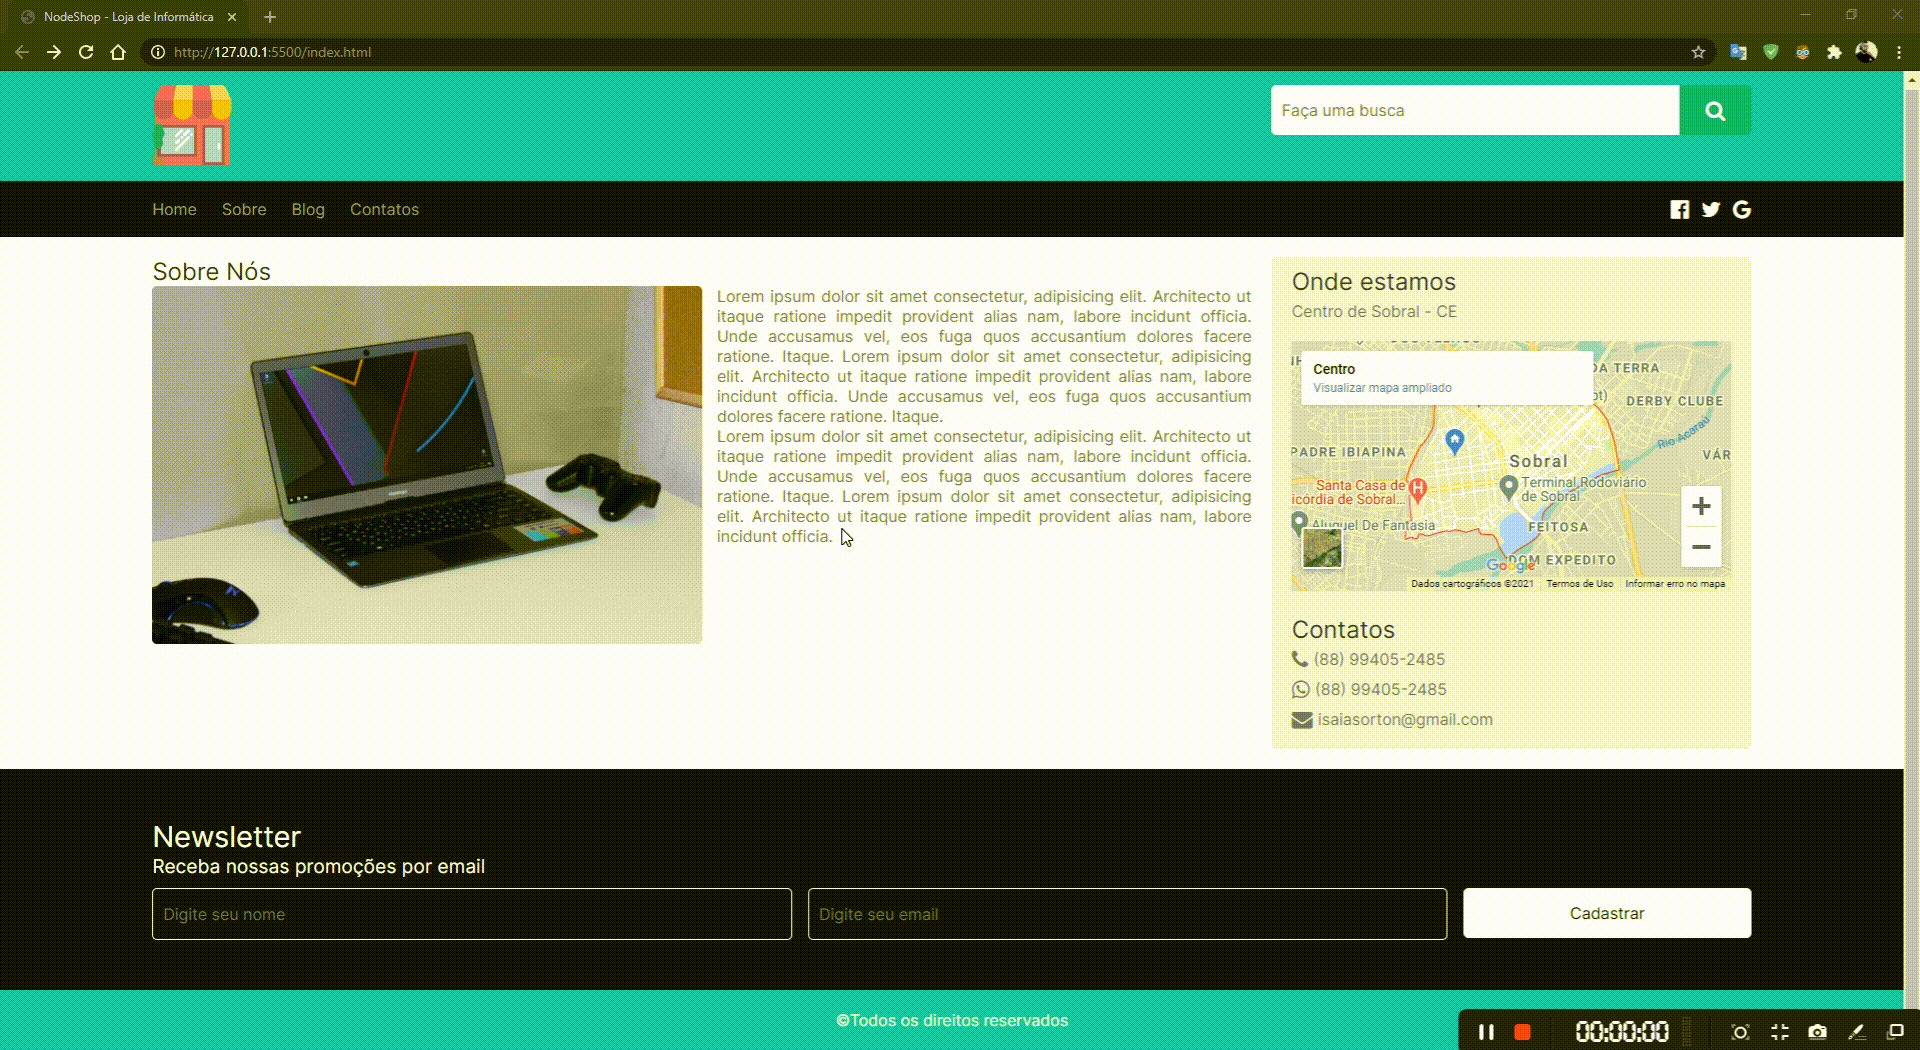 NodeShop - Loja de Informática
http://127.0.0.1:5500/index.html
Faça uma busca
Home Sobre Blog Contatos
Sobre Nós
Lorem ipsum dolor sit amet consectetur, adipisicing elit. Architecto ut
itaque ratione impedit provident alias nam, labore incidunt officia.
Unde accusamus vel, eos fuga quos accusantium dolores facere
ratione. Itaque. Lorem ipsum dolor sit amet consectetur, adipisicing
elit. Architecto ut itaque ratione impedit provident alias nam, labore
incidunt officia. Unde accusamus vel, eos fuga quos accusantium
dolores facere ratione. Itaque.
Lorem ipsum dolor sit amet consectetur, adipisicing elit. Architecto ut
itaque ratione impedit provident alias nam, labore incidunt officia.
Unde accusamus vel, eos fuga quos accusantium dolores facere
ratione. Itaque. Lorem ipsum dolor sit amet consectetur, adipisicing
elit. Architecto ut itaque ratione impedit provident alias nam, labore
incidunt officia.
Onde estamos
Centro de Sobral - CE
Centro
Visualizar mapa ampliado
DA TERRA
DERBY CLUBE
Rio Acaraú
PADRE IBIAPINA
VÁR
Sobral
Santa Casa de
icórdia de Sobral...
Terminal Rodoviário
de Sobral
Aluguel De Fantasia
FEITOSA
DOM EXPEDITO
Google
Dados cartográficos ©2021 Termos de Uso Informar erro no mapa
Contatos
(88) 99405-2485
(88) 99405-2485
isaiasorton@gmail.com
Newsletter
Receba nossas promoções por email
Digite seu nome
Digite seu email
Cadastrar
©Todos os direitos reservados
00:00:00